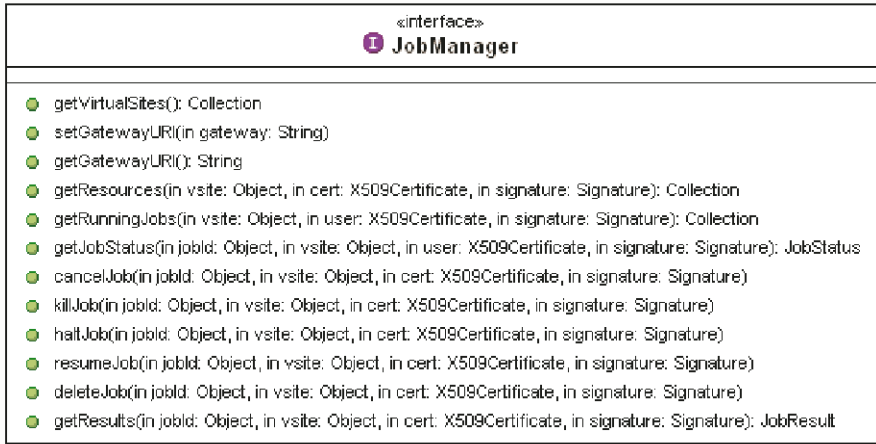 «interface»
I JobManager
getVirtualSites(): Collection
setGatewayURI(in gateway: String)
getGatewayURI(): String
getResources(in vsite: Object, in cert: X509Certificate, in signature: Signature): Collection
getRunningJobs(in vsite: Object, in user: X509Certificate, in signature: Signature): Collection
getJobStatus(in jobId: Object, in vsite: Object, in user: X509Certificate, in signature: Signature): JobStatus
cancelJob(in jobId: Object, in vsite: Object, in cert: X509Certificate, in signature: Signature)
killJob(in jobId: Object, in vsite: Object, in cert: X509Certificate, in signature: Signature)
haltJob(in jobId: Object, in vsite: Object, in cert: X509Certificate, in signature: Signature)
resumeJob(in jobId: Object, in vsite: Object, in cert: X509Certificate, in signature: Signature)
deleteJob(in jobId: Object, in vsite: Object, in cert: X509Certificate, in signature: Signature)
getResults(in jobId: Object, in vsite: Object, in cert: X509Certificate, in signature: Signature): JobResult